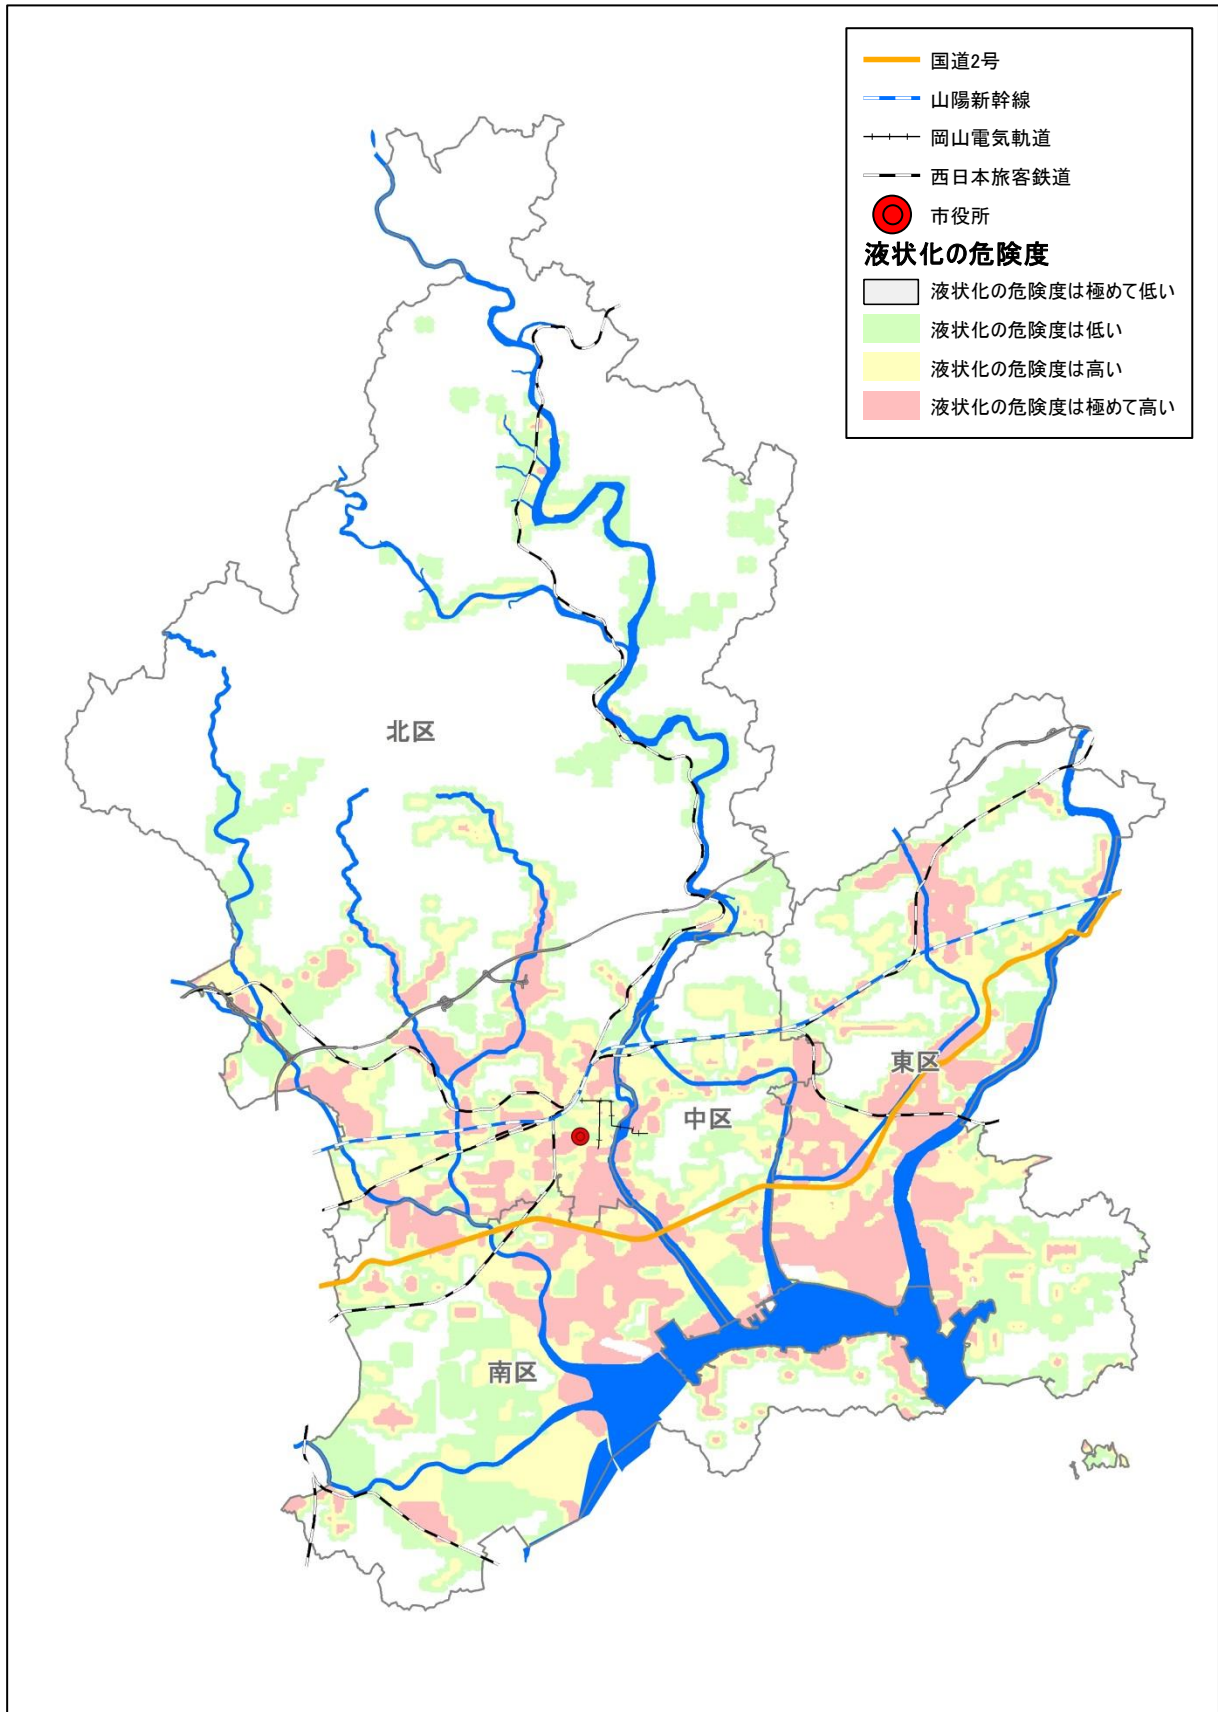 国道2号
山陽新幹線
岡山電気軌道
西日本旅客鉄道
市役所
液状化の危険度
液状化の危険度は極めて低い
液状化の危険度は低い
液状化の危険度は高い
液状化の危険度は極めて高い
北区
東区
中区
南区